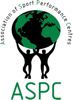 Association of Sport Performance Centres
ASPC